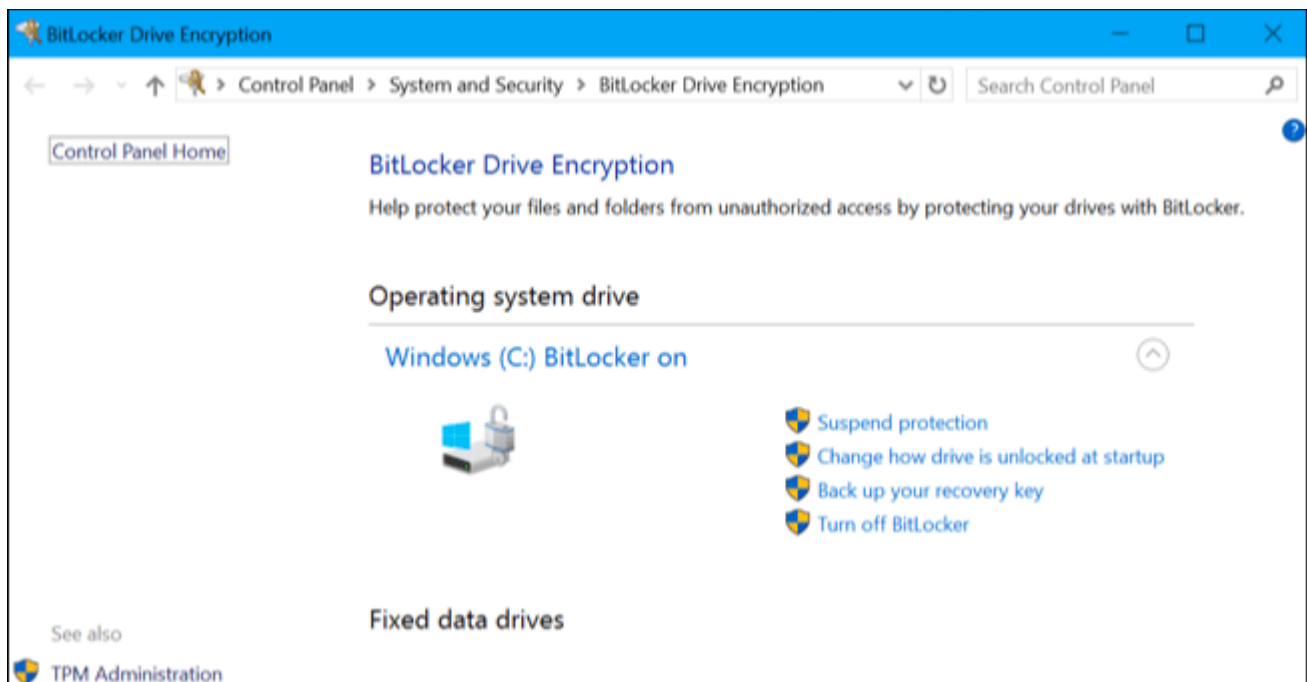 BitLocker Drive Encryption
Control Panel > System and Security > BitLocker Drive Encryption
Search Control Panel
?
Control Panel Home
BitLocker Drive Encryption
Help protect your files and folders from unauthorized access by protecting your drives with BitLocker.
Operating system drive
Windows (C:) BitLocker on
Suspend protection
Change how drive is unlocked at startup
Back up your recovery key
Turn off BitLocker
Fixed data drives
See also
TPM Administration